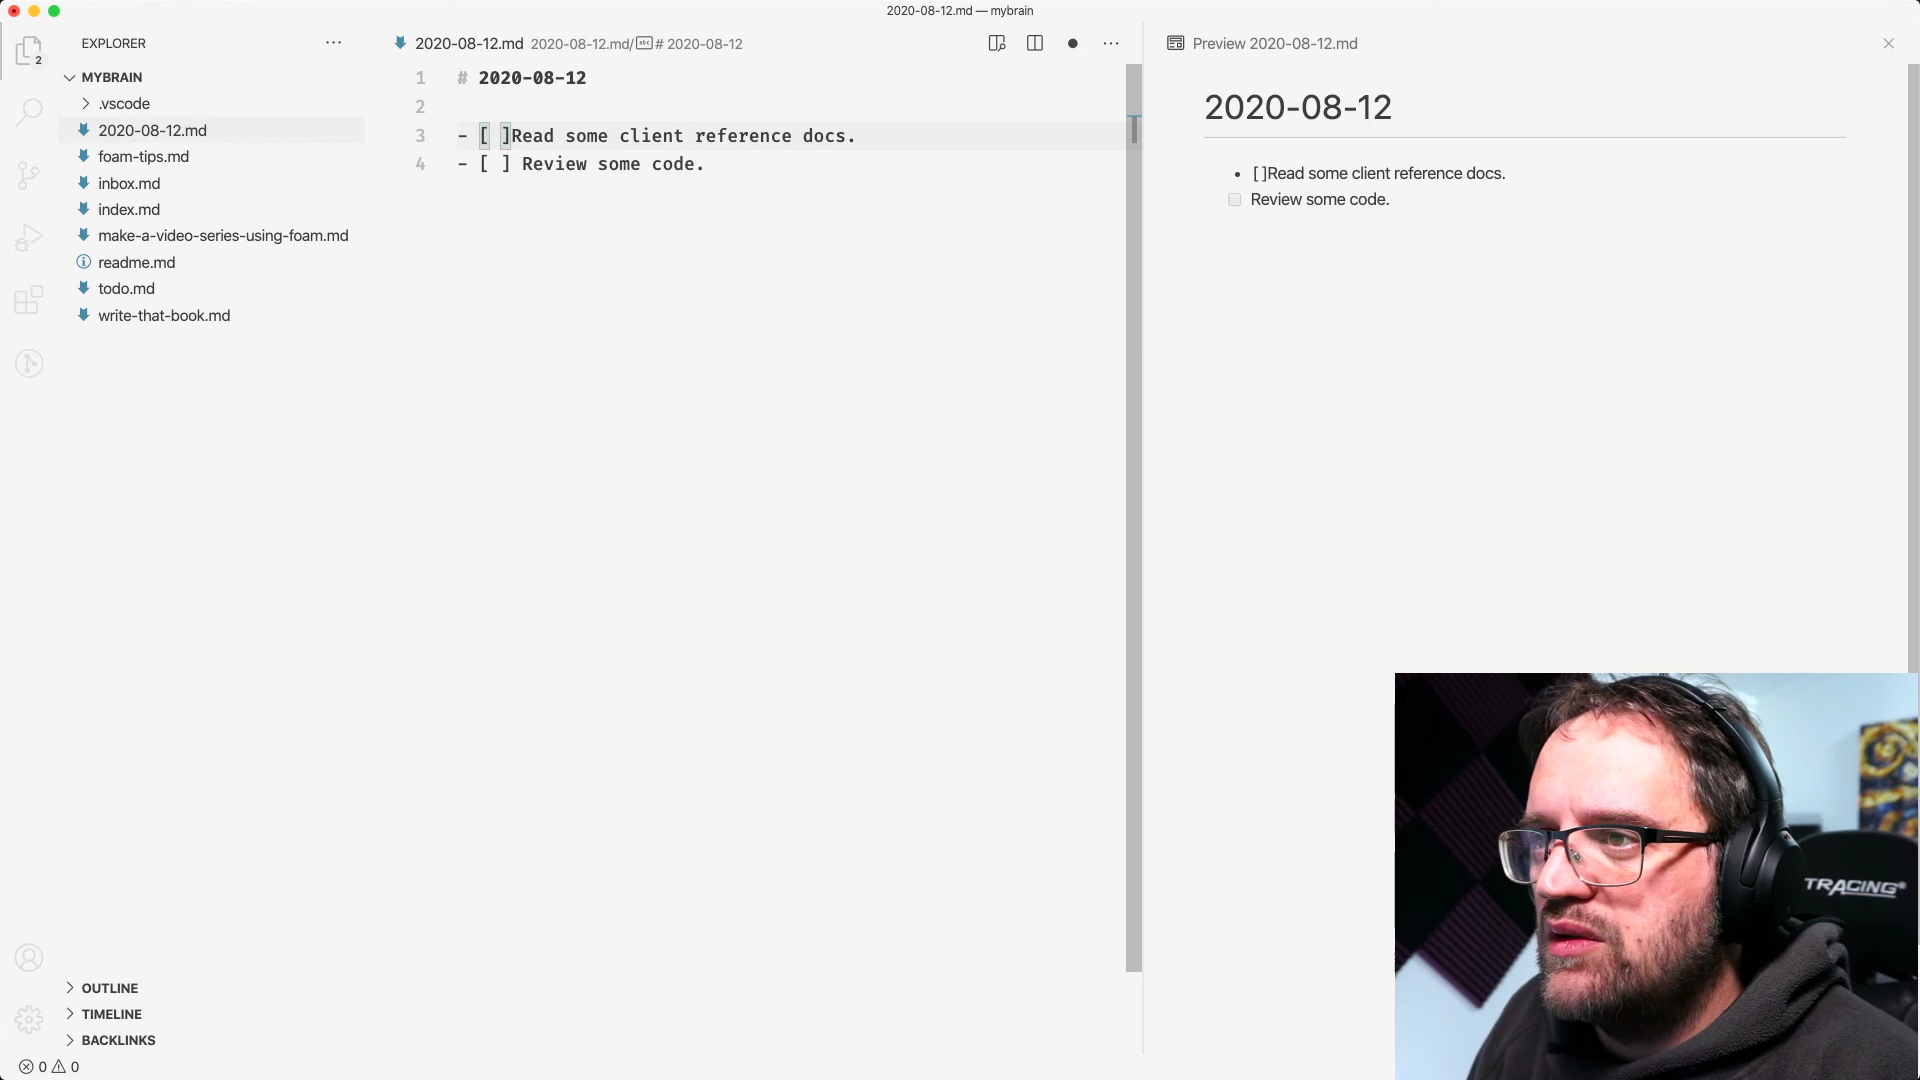 2020-08-12.md — mybrain
EXPLORER
2
MYBRAIN
.vscode
2020-08-12.md
foam-tips.md
inbox.md
index.md
make-a-video-series-using-foam.md
readme.md
todo.md
write-that-book.md
OUTLINE
TIMELINE
BACKLINKS
0 0
2020-08-12.md 2020-08-12.md/ abc # 2020-08-12
1 # 2020-08-12
2
3 - [ ]Read some client reference docs.
4 - [ ] Review some code.
Preview 2020-08-12.md
2020-08-12
• [ ]Read some client reference docs.
Review some code.
TRACING